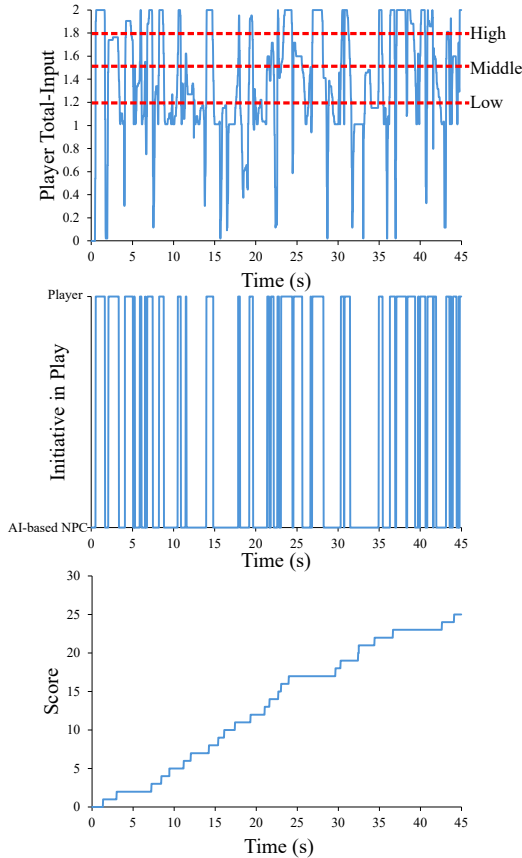 2
1.8
1.6
1.4
1.2
1
0.8
0.6
0.4
0.2
0
Player Total-Input
High
Middle
Low
0 5 10 15 20 25 30 35 40 45
Time (s)
Player
AI-based NPC
Initiative in Play
0 5 10 15 20 25 30 35 40 45
Time (s)
30
25
20
15
10
5
0
Score
0 5 10 15 20 25 30 35 40 45
Time (s)